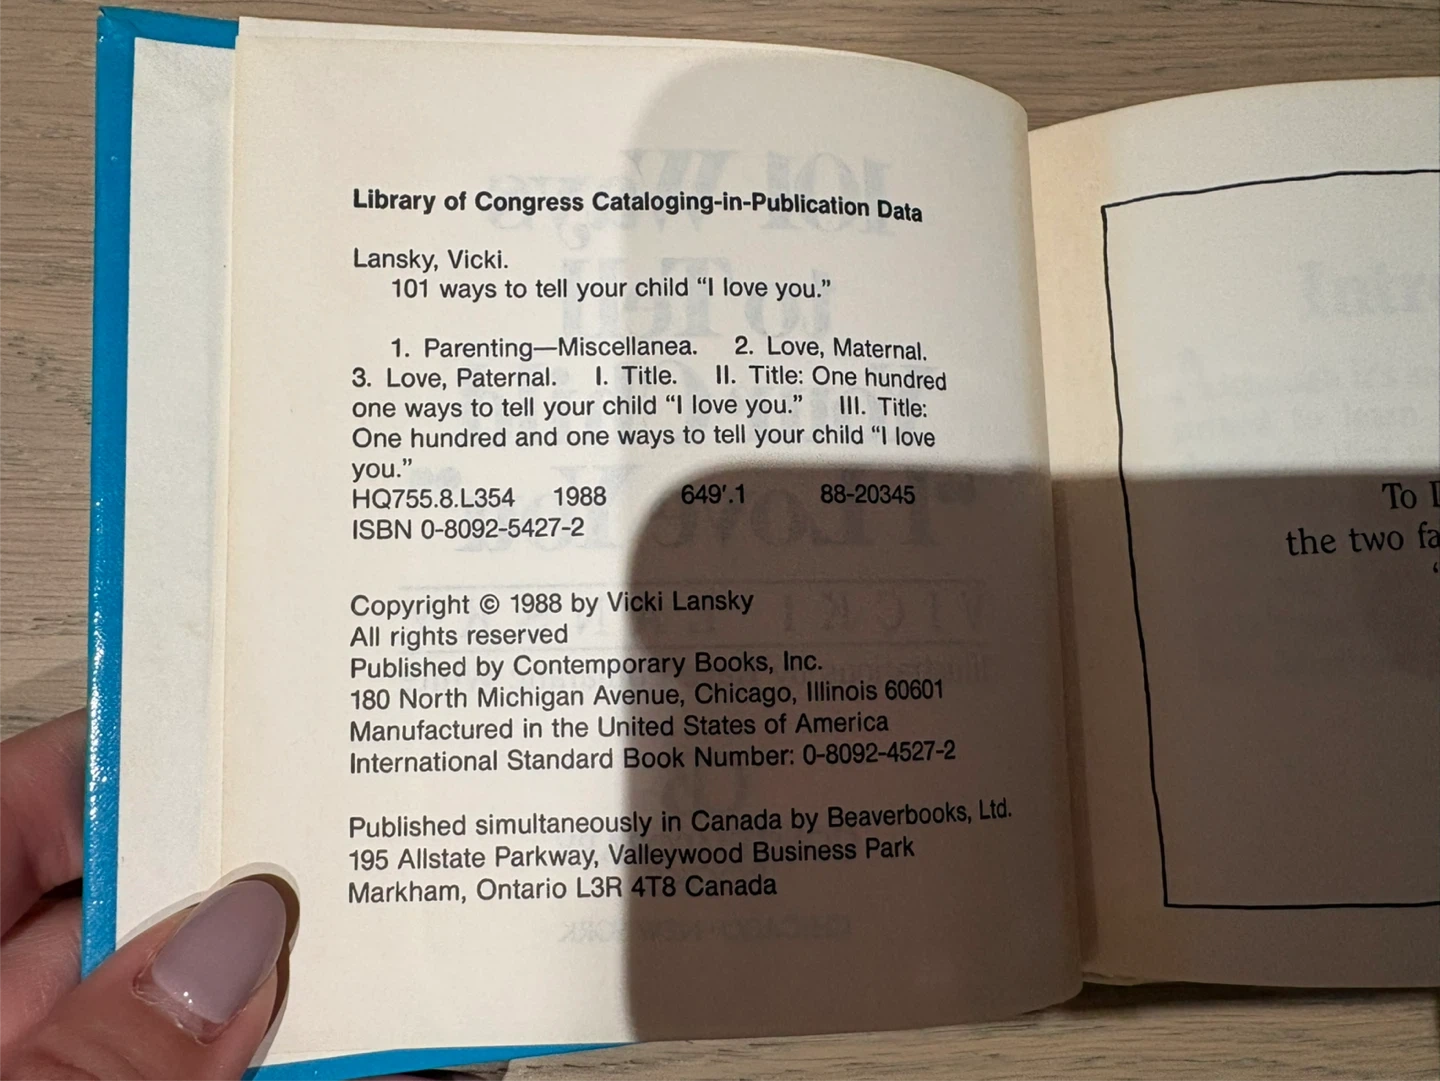 Library of Congress Cataloging-in-Publication Data
Lansky, Vicki.
101 ways to tell your child “I love you.”
1. Parenting—Miscellanea. 2. Love, Maternal.
3. Love, Paternal. I. Title. II. Title: One hundred
one ways to tell your child “I love you.” III. Title:
One hundred and one ways to tell your child “I love
you.”
HQ755.8.L354 1988 649′.1 88-20345
ISBN 0-8092-5427-2
Copyright © 1988 by Vicki Lansky
All rights reserved
Published by Contemporary Books, Inc.
180 North Michigan Avenue, Chicago, Illinois 60601
Manufactured in the United States of America
International Standard Book Number: 0-8092-4527-2
Published simultaneously in Canada by Beaverbooks, Ltd.
195 Allstate Parkway, Valleywood Business Park
Markham, Ontario L3R 4T8 Canada
To
the two